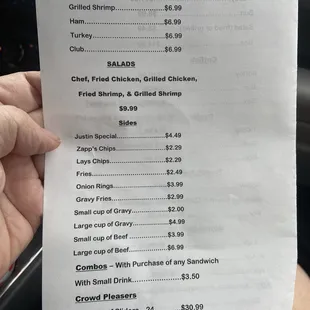 Grilled Shrimp..................$6.99
Ham..................................$6.99
Turkey...............................$6.99
Club...................................$6.99
SALADS
Chef, Fried Chicken, Grilled Chicken,
Fried Shrimp, & Grilled Shrimp
$9.99
Sides
Justin Special......................$4.49
Zapp's Chips.......................$2.29
Lays Chips..........................$2.29
Fries...................................$2.49
Onion Rings........................$3.99
Gravy Fries.........................$2.99
Small cup of Gravy..............$2.00
Large cup of Gravy..............$4.99
Small cup of Beef................$3.99
Large cup of Beef................$6.99
Combos – With Purchase of any Sandwich
With Small Drink.......................$3.50
Crowd Pleasers
24 $30.99